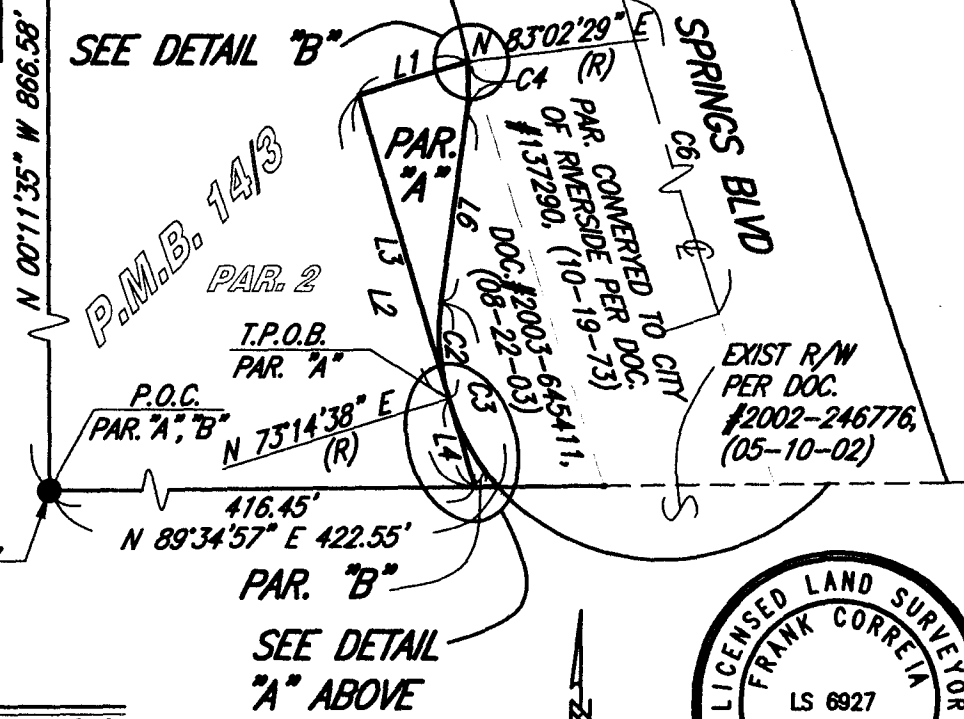 SEE DETAIL "B"
N 83°02'29" E
(R)
L1
C4
SPRINGS BLVD
N 00°11'35" W 866.58'
PAR.
"A"
C6
PAR. CONVERYED TO CITY
OF RIVERSIDE PER DOC.
#137290, (10-19-73)
DOC.#2003-645411,
(08-22-03)
P.M.B. 14/3
PAR. 2
L6
L3
L2
T.P.O.B.
PAR. "A"
C2
C3
EXIST R/W
PER DOC.
#2002-246776,
(05-10-02)
P.O.C.
PAR. "A", "B"
N 73°14'38" E
(R)
L4
416.45'
N 89°34'57" E 422.55'
PAR. "B"
SEE DETAIL
"A" ABOVE
N
LICENSED LAND SURVEYOR
FRANK CORREIA
LS 6927